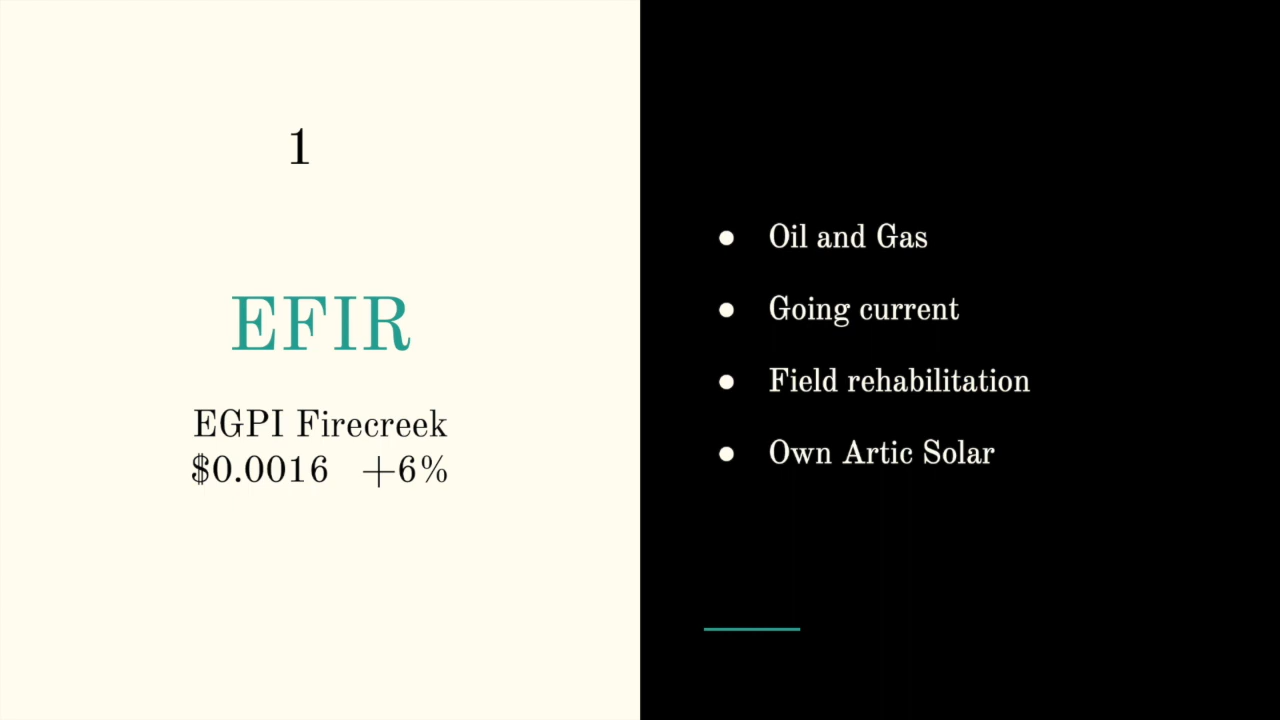 1
EFIR
EGPI Firecreek
$0.0016 +6%
● Oil and Gas
● Going current
● Field rehabilitation
● Own Artic Solar